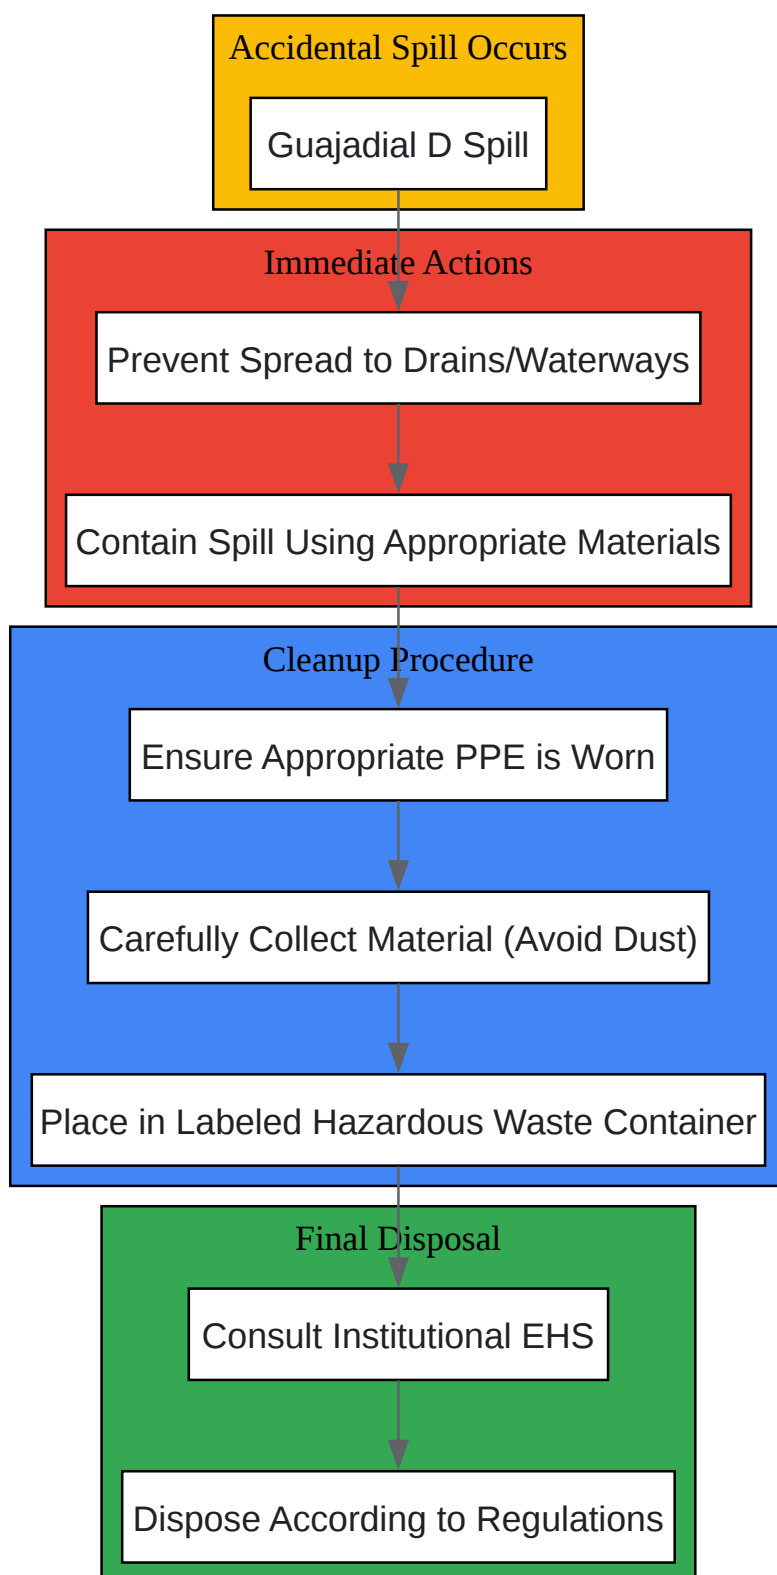 Accidental Spill Occurs
Guajadial D Spill
Immediate Actions
Prevent Spread to Drains/Waterways
Contain Spill Using Appropriate Materials
Cleanup Procedure
Ensure Appropriate PPE is Worn
Carefully Collect Material (Avoid Dust)
Place in Labeled Hazardous Waste Container
Final Disposal
Consult Institutional EHS
Dispose According to Regulations